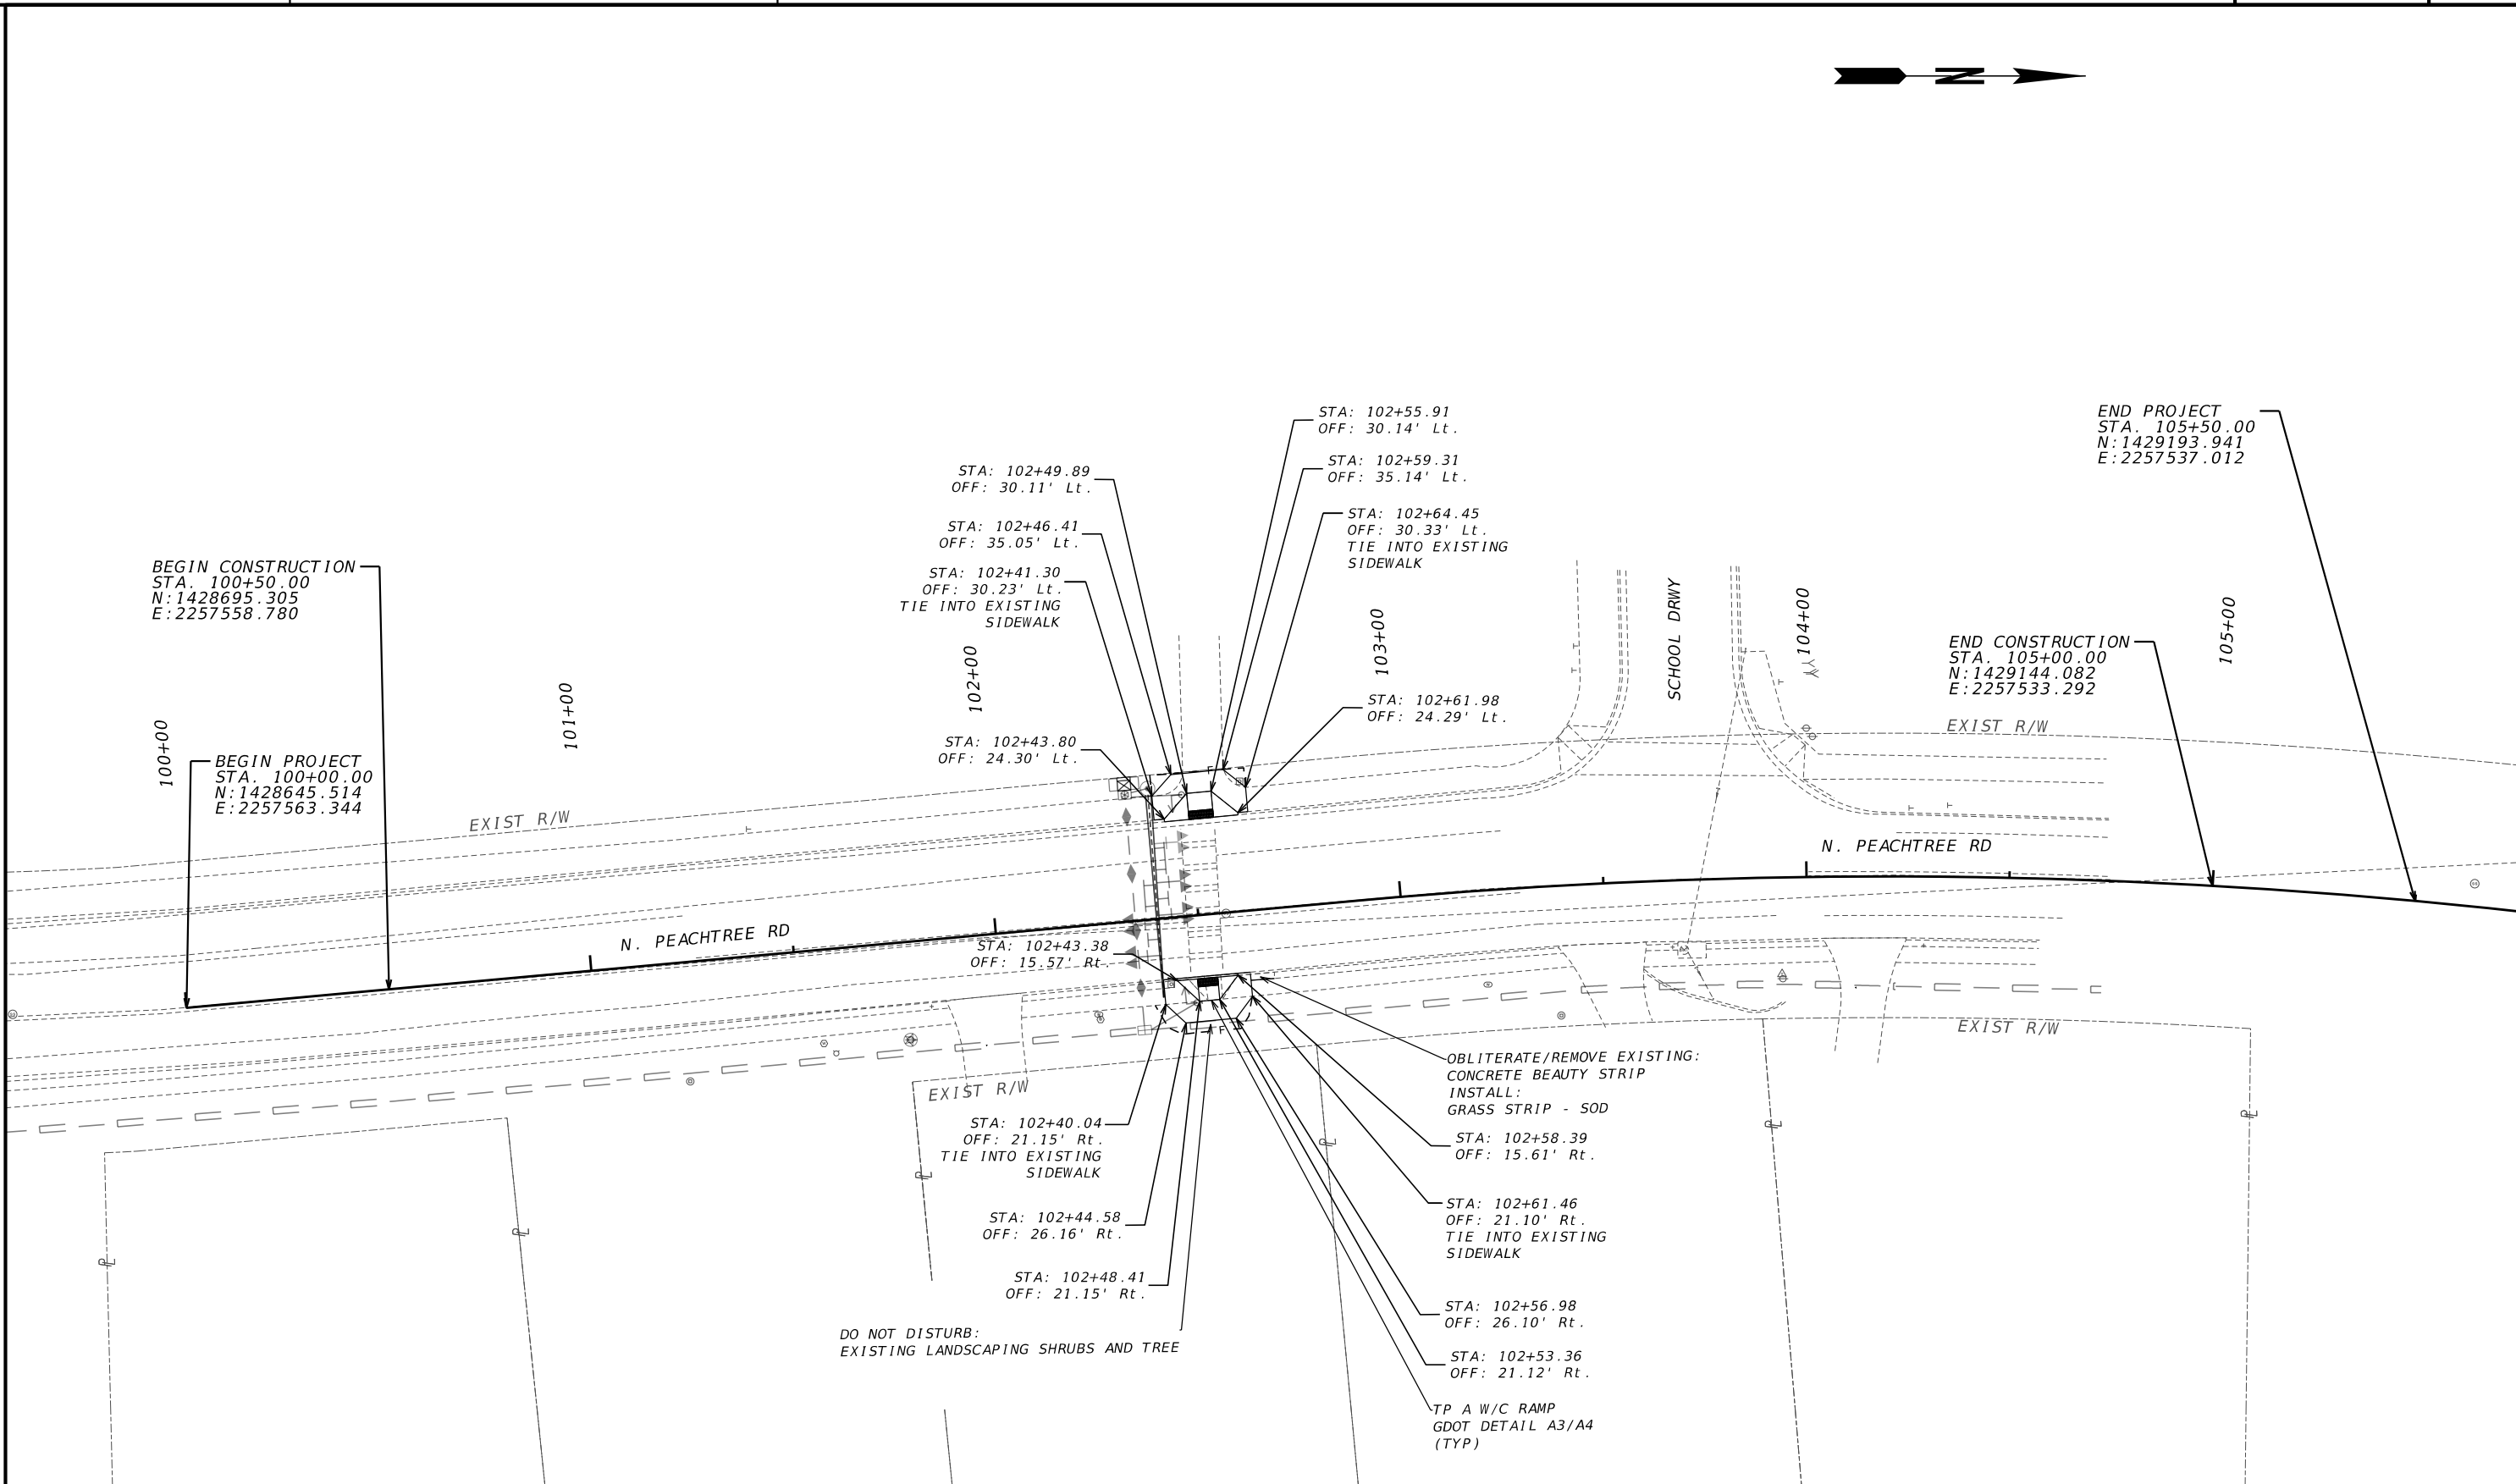 N
STA: 102+55.91
OFF: 30.14' Lt.
END PROJECT
STA. 105+50.00
N:1429193.941
E:2257537.012
STA: 102+59.31
OFF: 35.14' Lt.
STA: 102+49.89
OFF: 30.11' Lt.
STA: 102+64.45
OFF: 30.33' Lt.
TIE INTO EXISTING
SIDEWALK
STA: 102+46.41
OFF: 35.05' Lt.
BEGIN CONSTRUCTION
STA. 100+50.00
N:1428695.305
E:2257558.780
STA: 102+41.30
OFF: 30.23' Lt.
TIE INTO EXISTING
SIDEWALK
100+00
101+00
102+00
103+00
SCHOOL DRWY
104+00
105+00
END CONSTRUCTION
STA. 105+00.00
N:1429144.082
E:2257533.292
STA: 102+61.98
OFF: 24.29' Lt.
EXIST R/W
STA: 102+43.80
OFF: 24.30' Lt.
BEGIN PROJECT
STA. 100+00.00
N:1428645.514
E:2257563.344
EXIST R/W
N. PEACHTREE RD
N. PEACHTREE RD
STA: 102+43.38
OFF: 15.57' Rt.
F
F
EXIST R/W
EXIST R/W
OBLITERATE/REMOVE EXISTING:
CONCRETE BEAUTY STRIP
INSTALL:
GRASS STRIP - SOD
STA: 102+40.04
OFF: 21.15' Rt.
TIE INTO EXISTING
SIDEWALK
STA: 102+58.39
OFF: 15.61' Rt.
STA: 102+44.58
OFF: 26.16' Rt.
STA: 102+61.46
OFF: 21.10' Rt.
TIE INTO EXISTING
SIDEWALK
STA: 102+48.41
OFF: 21.15' Rt.
STA: 102+56.98
OFF: 26.10' Rt.
DO NOT DISTURB:
EXISTING LANDSCAPING SHRUBS AND TREE
STA: 102+53.36
OFF: 21.12' Rt.
TP A W/C RAMP
GDOT DETAIL A3/A4
(TYP)